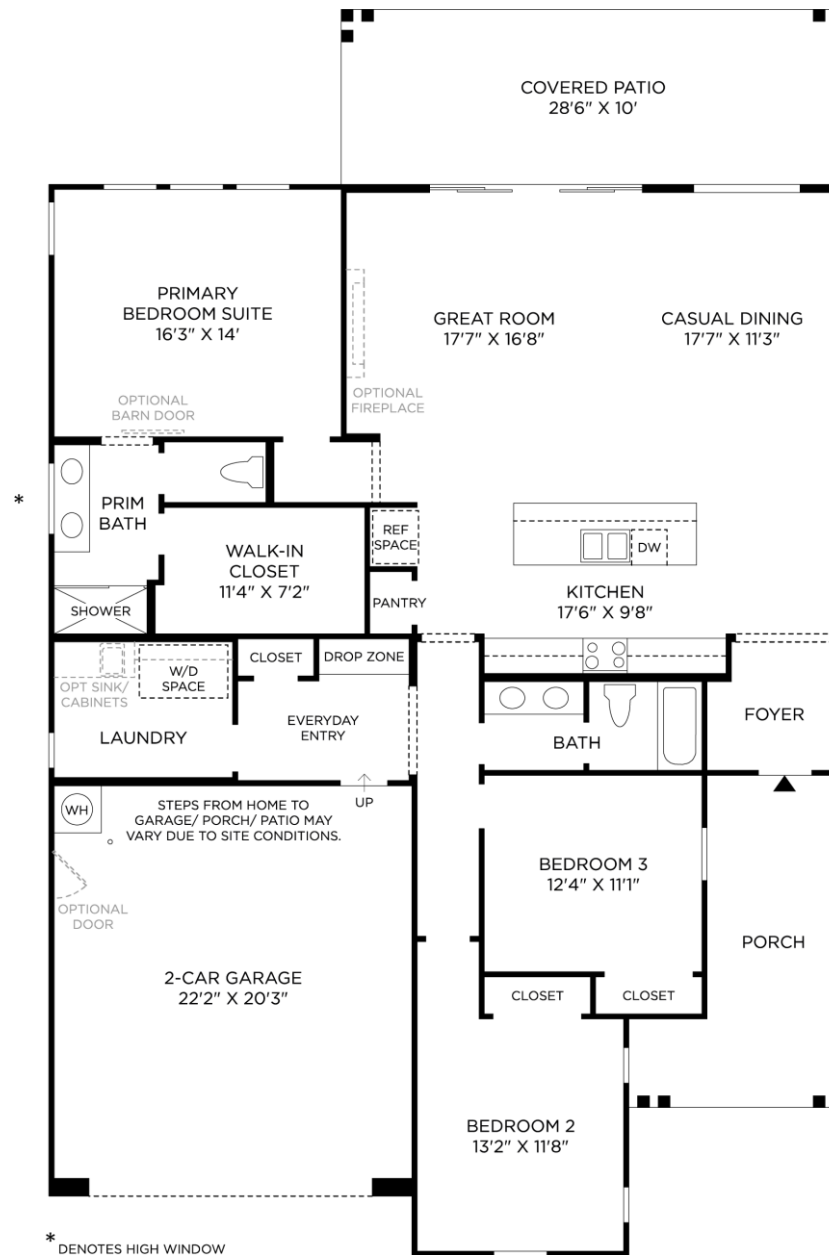 COVERED PATIO
28'6" X 10'
PRIMARY
BEDROOM SUITE
16'3" X 14'
GREAT ROOM
17'7" X 16'8"
CASUAL DINING
17'7" X 11'3"
OPTIONAL
BARN DOOR
OPTIONAL
FIREPLACE
*
PRIM
BATH
WALK-IN
CLOSET
11'4" X 7'2"
REF
SPACE
DW
SHOWER
PANTRY
KITCHEN
17'6" X 9'8"
CLOSET
DROP ZONE
W/D
SPACE
OPT SINK/
CABINETS
LAUNDRY
EVERYDAY
ENTRY
BATH
FOYER
UP
WH
STEPS FROM HOME TO
GARAGE/ PORCH/ PATIO MAY
VARY DUE TO SITE CONDITIONS.
OPTIONAL
DOOR
BEDROOM 3
12'4" X 11'1"
PORCH
2-CAR GARAGE
22'2" X 20'3"
CLOSET
CLOSET
BEDROOM 2
13'2" X 11'8"
* DENOTES HIGH WINDOW